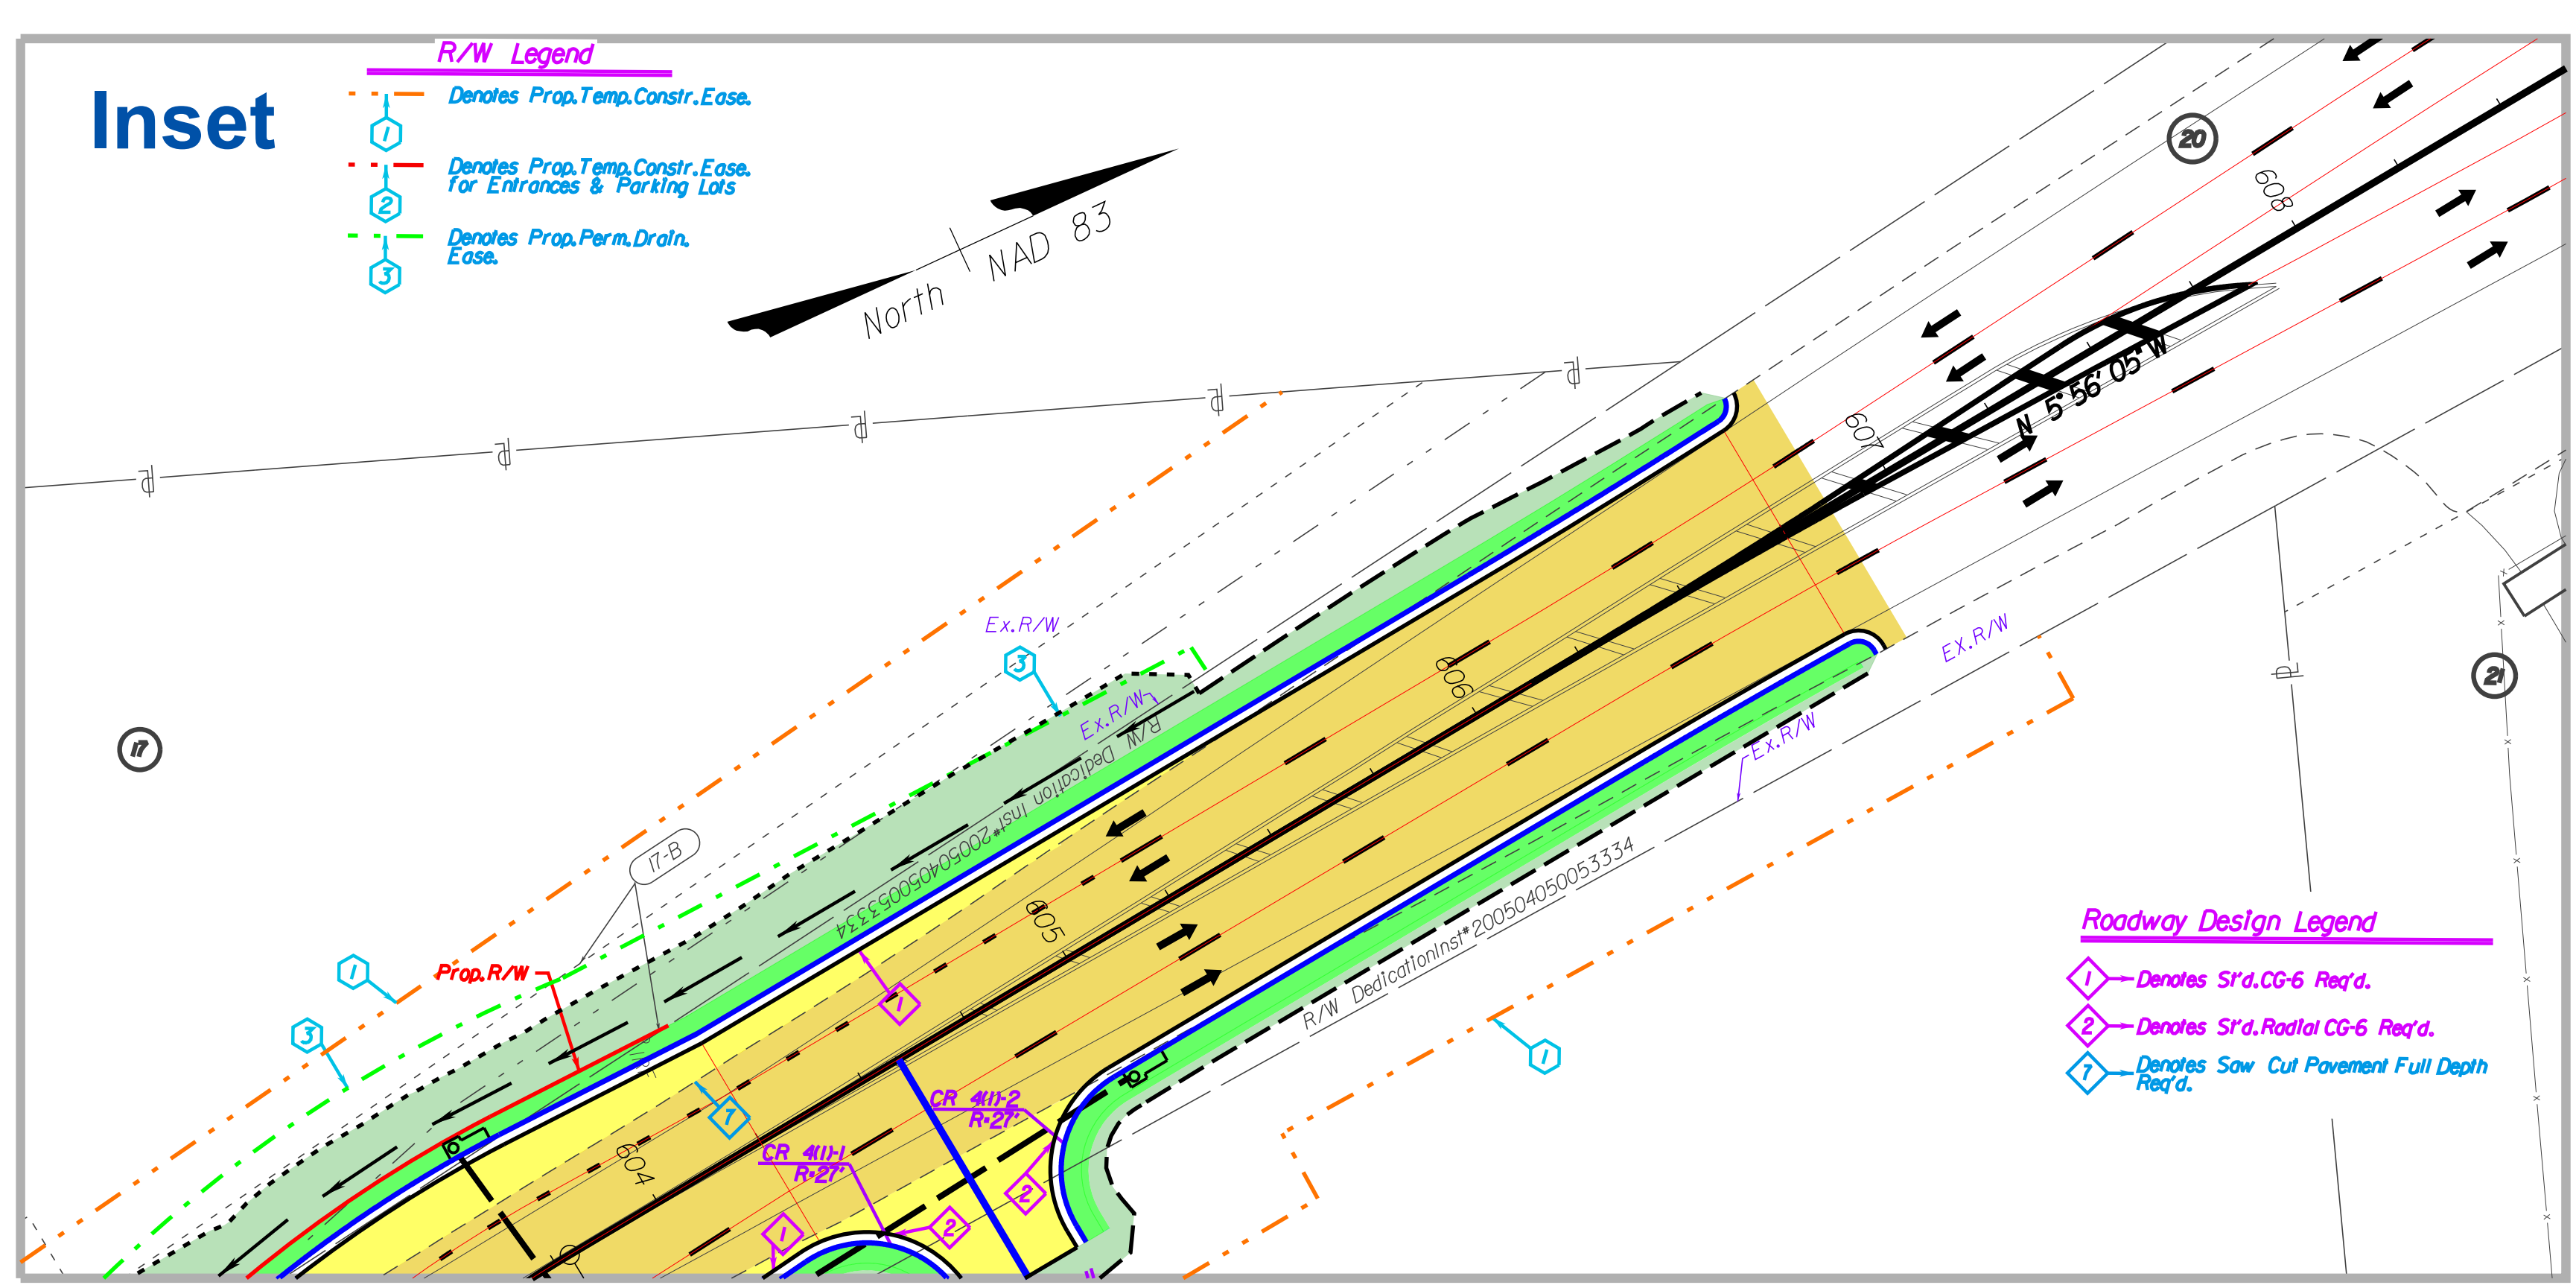 R/W Legend
Inset
Denotes Prop.Temp.Constr.Ease.
1
Denotes Prop.Temp.Constr.Ease.
for Entrances & Parking Lots
2
Denotes Prop.Perm.Drain.
Ease.
3
North NAD 83
20
608
N 5°56'05" W
607
Ex.R/W
3
Ex.R/W
Ex.R/W
606
21
17
R/W Dedication Inst#200504050053334
Ex.R/W
17-B
605
R/W DedicationInst#200504050053334
1
Prop.R/W
1
3
1
7
604
CR 4(1)-2
R=27'
CR 4(1)-1
R=27'
2
1
2
Roadway Design Legend
1 Denotes St'd.CG-6 Req'd.
2 Denotes St'd.Radial CG-6 Req'd.
7 Denotes Saw Cut Pavement Full Depth
Req'd.